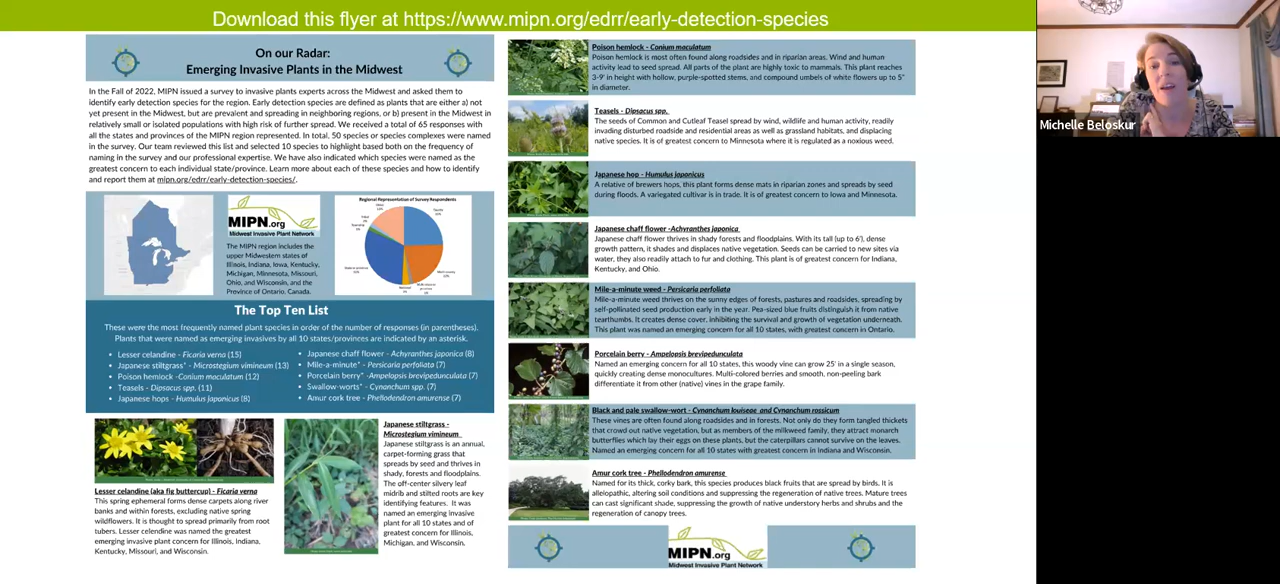 Download this flyer at https://www.mipn.org/edrr/early-detection-species
On our Radar:
Emerging Invasive Plants in the Midwest
In the Fall of 2022, MIPN issued a survey to invasive plants experts across the Midwest and asked them to
identify early detection species for the region. Early detection species are defined as plants that are either a) not
yet present in the Midwest, but are prevalent and spreading in neighboring regions, or b) present in the Midwest in
relatively small or isolated populations with high risk of further spread. We received a total of 65 responses with
all the states and provinces of the MIPN region represented. In total, 50 species or species complexes were named
in the survey. Our team reviewed this list and selected 10 species to highlight based both on the frequency of
naming in the survey and our professional expertise. We have also indicated which species were named as the
greatest concern to each individual state/province. Learn more about each of these species and how to identify
and report them at mipn.org/edrr/early-detection-species/.
MIPN.org
Midwest Invasive Plant Network
The MIPN region includes the
upper Midwestern states of
Illinois, Indiana, Iowa, Kentucky,
Michigan, Minnesota, Missouri,
Ohio, and Wisconsin, and the
Province of Ontario, Canada.
Regional Representation of Survey Respondents
The Top Ten List
These were the most frequently named plant species in order of the number of responses (in parentheses).
Plants that were named as emerging invasives by all 10 states/provinces are indicated by an asterisk.
• Lesser celandine - Ficaria verna (15)
• Japanese stiltgrass* - Microstegium vimineum (13)
• Poison hemlock -Conium maculatum (12)
• Teasels - Dipsacus spp. (11)
• Japanese hops - Humulus japonicus (8)
• Japanese chaff flower - Achyranthes japonica (8)
• Mile-a-minute* - Persicaria perfoliata (7)
• Porcelain berry* -Ampelopsis brevipedunculata (7)
• Swallow-worts* - Cynanchum spp. (7)
• Amur cork tree - Phellodendron amurense (7)
Lesser celandine (aka fig buttercup) - Ficaria verna
This spring ephemeral forms dense carpets along river
banks and within forests, excluding native spring
wildflowers. It is thought to spread primarily from root
tubers. Lesser celandine was named the greatest
emerging invasive plant concern for Illinois, Indiana,
Kentucky, Missouri, and Wisconsin.
Japanese stiltgrass -
Microstegium vimineum
Japanese stiltgrass is an annual,
carpet-forming grass that
spreads by seed and thrives in
shady, forests and floodplains.
The off-center silvery leaf
midrib and stilted roots are key
identifying features. It was
named an emerging invasive
plant for all 10 states and of
greatest concern for Illinois,
Michigan, and Wisconsin.
Poison hemlock - Conium maculatum
Poison hemlock is most often found along roadsides and in riparian areas. Wind and human
activity lead to seed spread. All parts of the plant are highly toxic to mammals. This plant reaches
3-9' in height with hollow, purple-spotted stems, and compound umbels of white flowers up to 5"
in diameter.
Teasels - Dipsacus spp.
The seeds of Common and Cutleaf Teasel spread by wind, wildlife and human activity, readily
invading disturbed roadside and residential areas as well as grassland habitats, and displacing
native species. It is of greatest concern to Minnesota where it is regulated as a noxious weed.
Japanese hop - Humulus japonicus
A relative of brewers hops, this plant forms dense mats in riparian zones and spreads by seed
during floods. A variegated cultivar is in trade. It is of greatest concern to Iowa and Minnesota.
Japanese chaff flower -Achyranthes japonica
Japanese chaff flower thrives in shady forests and floodplains. With its tall (up to 6'), dense
growth pattern, it shades and displaces native vegetation. Seeds can be carried to new sites via
water, they also readily attach to fur and clothing. This plant is of greatest concern for Indiana,
Kentucky, and Ohio.
Mile-a-minute weed - Persicaria perfoliata
Mile-a-minute weed thrives on the sunny edges of forests, pastures and roadsides, spreading by
self-pollinated seed production early in the year. Pea-sized blue fruits distinguish it from native
tearthumbs. It creates dense cover, inhibiting the survival and growth of vegetation underneath.
This plant was named an emerging concern for all 10 states, with greatest concern in Ontario.
Porcelain berry - Ampelopsis brevipedunculata
Named an emerging concern for all 10 states, this woody vine can grow 25' in a single season,
quickly creating dense monocultures. Multi-colored berries and smooth, non-peeling bark
differentiate it from other (native) vines in the grape family.
Black and pale swallow-wort - Cynanchum louiseae and Cynanchum rossicum
These vines are often found along roadsides and in forests. Not only do they form tangled thickets
that crowd out native vegetation, but as members of the milkweed family, they attract monarch
butterflies which lay their eggs on these plants, but the caterpillars cannot survive on the leaves.
Named an emerging concern for all 10 states with greatest concern in Indiana and Wisconsin.
Amur cork tree - Phellodendron amurense
Named for its thick, corky bark, this species produces black fruits that are spread by birds. It is
allelopathic, altering soil conditions and suppressing the regeneration of native trees. Mature trees
can cast significant shade, suppressing the growth of native understory herbs and shrubs and the
regeneration of canopy trees.
MIPN.org
Midwest Invasive Plant Network
Michelle Beloskur